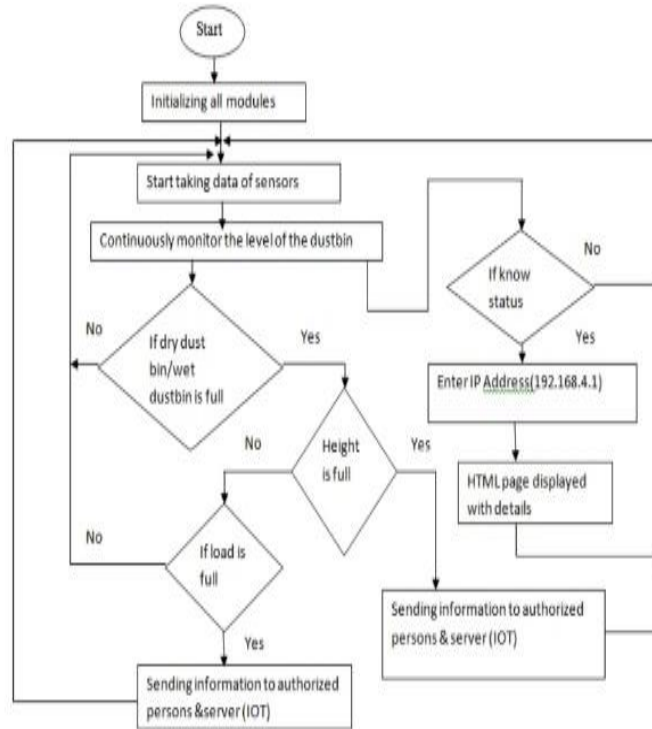 Start
Initializing all modules
Start taking data of sensors
Continuously monitor the level of the dustbin
If know
status
No
Yes
No
If dry dust
bin/wet
dustbin is full
Yes
Enter IP Address(192.168.4.1)
No
Height
is full
Yes
HTML page displayed
with details
No
If load is
full
Yes
Sending information to authorized
persons & server (IOT)
Sending information to authorized
persons &server (IOT)